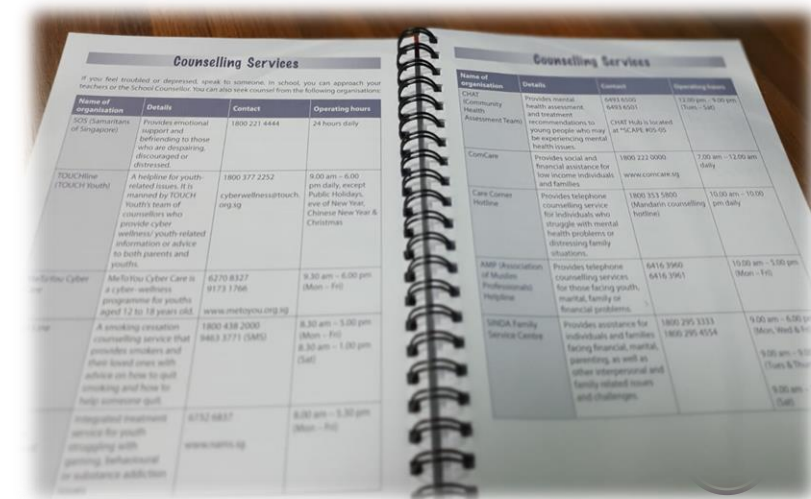 Counselling Services
If you feel troubled or depressed, speak to someone. In school, you can approach your
teachers or the School Counsellor. You can also seek counsel from the following organisations:
Name of organisation Details Contact Operating hours
SOS (Samaritans Provides emotional 1800 221 4444 24 hours daily
of Singapore) support and
befriending to those
who are despairing,
discouraged or
distressed.
TOUCHline A helpline for youth- 1800 377 2252 9.00 am – 6.00
(TOUCH Youth) related issues. It is pm daily, except
manned by TOUCH cyberwellness@touch. Public Holidays,
Youth's team of org.sg eve of New Year,
counsellors who Chinese New Year &
provide cyber Christmas
wellness/ youth-related
information or advice
to both parents and
youths.
MeToYou Cyber MeToYou Cyber Care is 6270 8327 9.30 am – 6.00 pm
a cyber-wellness 9173 1766 (Mon – Fri)
programme for youths
aged 12 to 18 years old. www.metoyou.org.sg
A smoking cessation 1800 438 2000 8.30 am – 5.00 pm
counselling service that 9463 3771 (SMS) (Mon – Fri)
provides smokers and 8.30 am – 1.00 pm
their loved ones with (Sat)
advice on how to quit
smoking and how to
help someone quit.
Integrated treatment 6732 6837 8.00 am – 5.30 pm
service for youth (Mon – Fri)
struggling with www.nams.sg
gaming, behavioural
or substance addiction
issues
Counselling Services
Name of organisation Details Contact Operating hours
CHAT Provides mental 6493 6500 12.00 pm – 9.00 pm
(Community health assessment 6493 6501 (Tues – Sat)
Health and treatment
Assessment Team) recommendations to CHAT Hub is located
young people who may at *SCAPE #05-05
be experiencing mental
health issues.
ComCare Provides social and 1800 222 0000 7.00 am – 12.00 am
financial assistance for daily
low income individuals www.comcare.sg
and families
Care Corner Provides telephone 1800 353 5800 10.00 am – 10.00
Hotline counselling service (Mandarin counselling pm daily
for individuals who hotline)
struggle with mental
health problems or
distressing family
situations.
AMP (Association Provides telephone 6416 3960 10.00 am – 5.00 pm
of Muslim counselling services 6416 3961 (Mon – Fri)
Professionals) for those facing youth,
Helpline marital, family or
financial problems.
SINDA Family Provides assistance for 1800 295 3333 9.00 am – 6.00 pm
Service Centre individuals and families 1800 295 4554 (Mon, Wed &
facing financial, marital,
parenting, as well as 9.00 am –
other interpersonal and (Tues &
family related issues
and challenges. 9.00 am
(Sat)